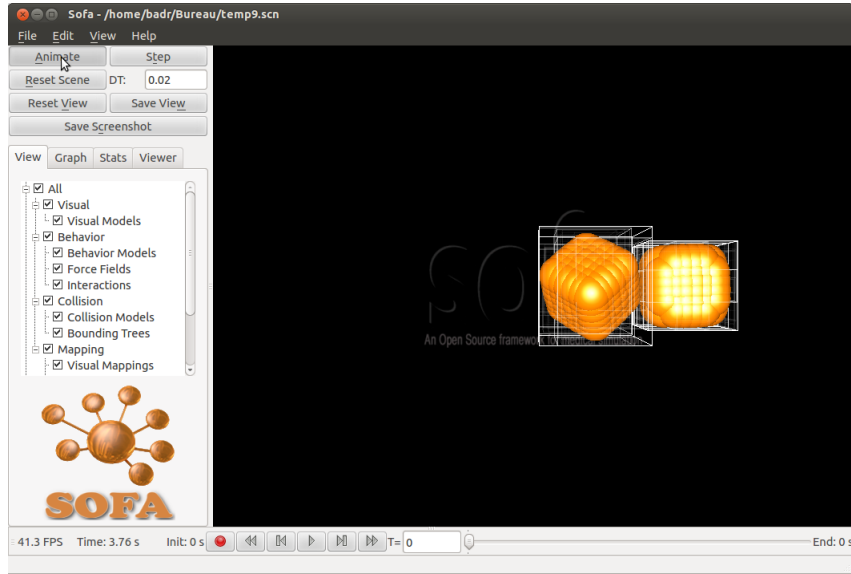 Sofa - /home/badr/Bureau/temp9.scn
File Edit View Help
Animate Step
Reset Scene DT: 0.02
Reset View Save View
Save Screenshot
View Graph Stats Viewer
All
Visual
Visual Models
Behavior
Behavior Models
Force Fields
Interactions
Collision
Collision Models
Bounding Trees
Mapping
Visual Mappings
sof
An Open Source framework for
SOFA
41.3 FPS Time: 3.76 s Init: 0 s T= 0 End: 0 s